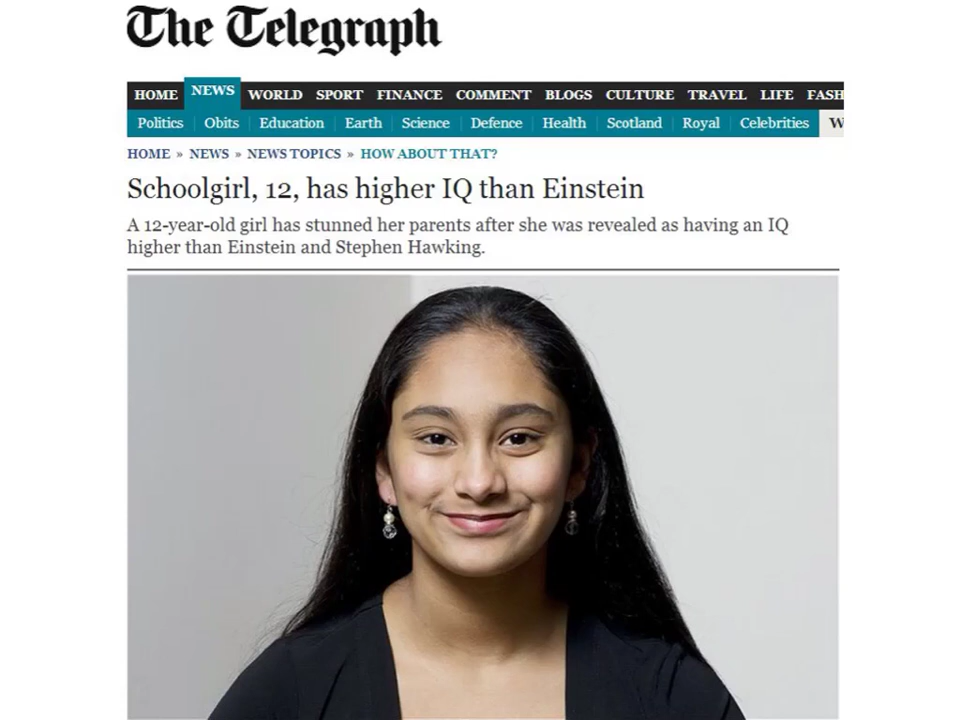 The Telegraph
HOME NEWS WORLD SPORT FINANCE COMMENT BLOGS CULTURE TRAVEL LIFE FASH
Politics Obits Education Earth Science Defence Health Scotland Royal Celebrities W
HOME » NEWS » NEWS TOPICS » HOW ABOUT THAT?
Schoolgirl, 12, has higher IQ than Einstein
A 12-year-old girl has stunned her parents after she was revealed as having an IQ
higher than Einstein and Stephen Hawking.